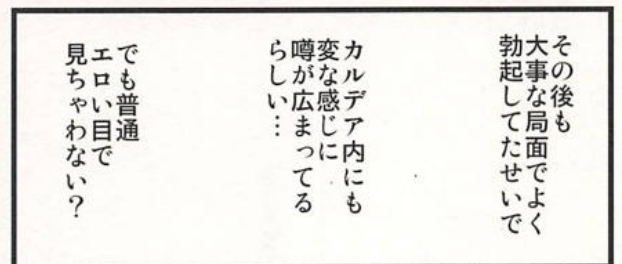 その後も
大事な局面でよく
勃起してたせいで
カルデア内にも
変な感じに
噂が広まってる
らしい…
でも普通
エロい目で
見ちゃわない？